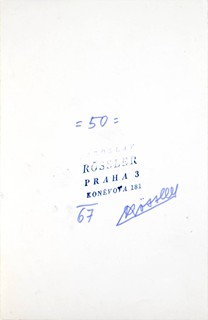 = 50 =
RÖSSLER
PRAHA 3
KONĚVOVA 181
67
Rössler